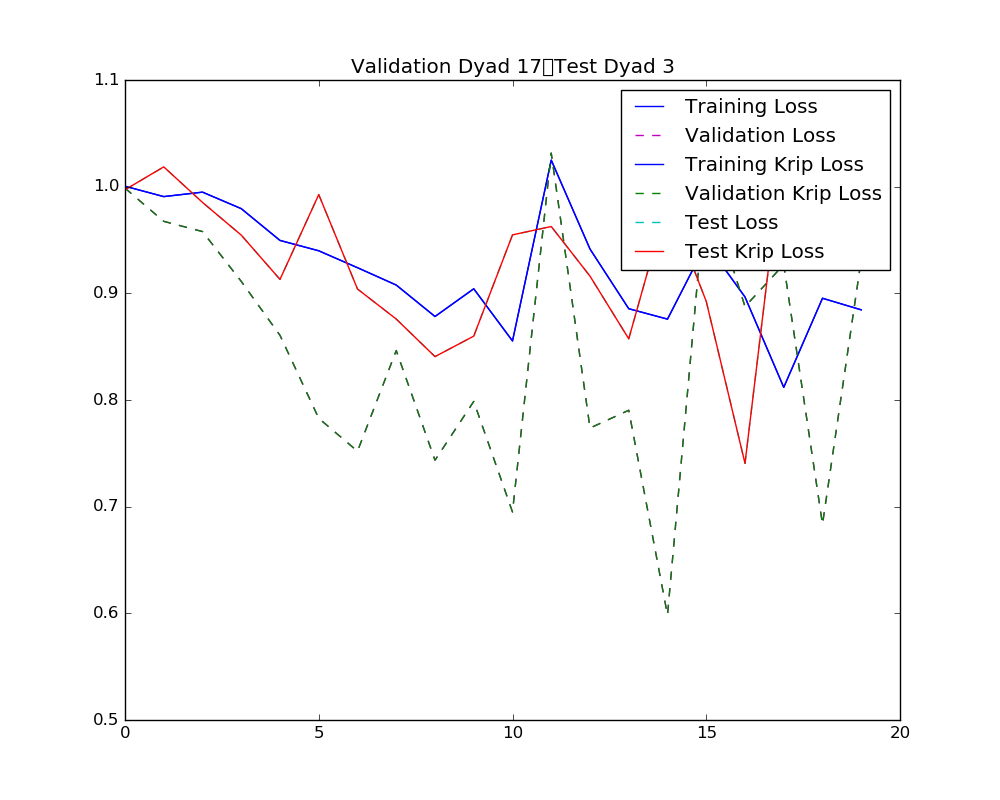 Validation Dyad 17▯Test Dyad 3
1.1
Training Loss
Validation Loss
Training Krip Loss
Validation Krip Loss
Test Loss
Test Krip Loss
1.0
0.9
0.8
0.7
0.6
0.5
0 5 10 15 20